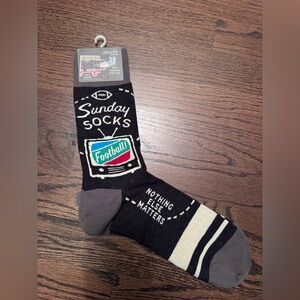 Sunday
SOCKS
Football!
NOTHING
ELSE
MATTERS